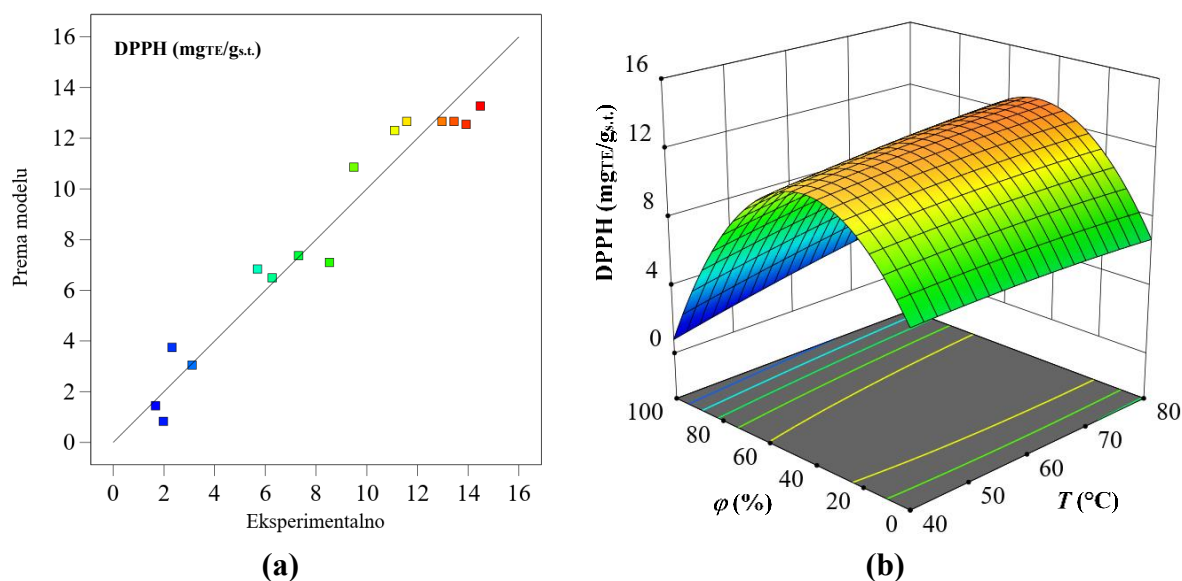 DPPH (mgTE/gs.t.)
16
14
12
10
8
6
4
2
0
Prema modelu
0 2 4 6 8 10 12 14 16
Eksperimentalno
(a)
16
12
8
4
0
DPPH (mgTE/gs.t.)
100 80 60 40 20 0
φ (%)
40 50 60 70 80
T (°C)
(b)